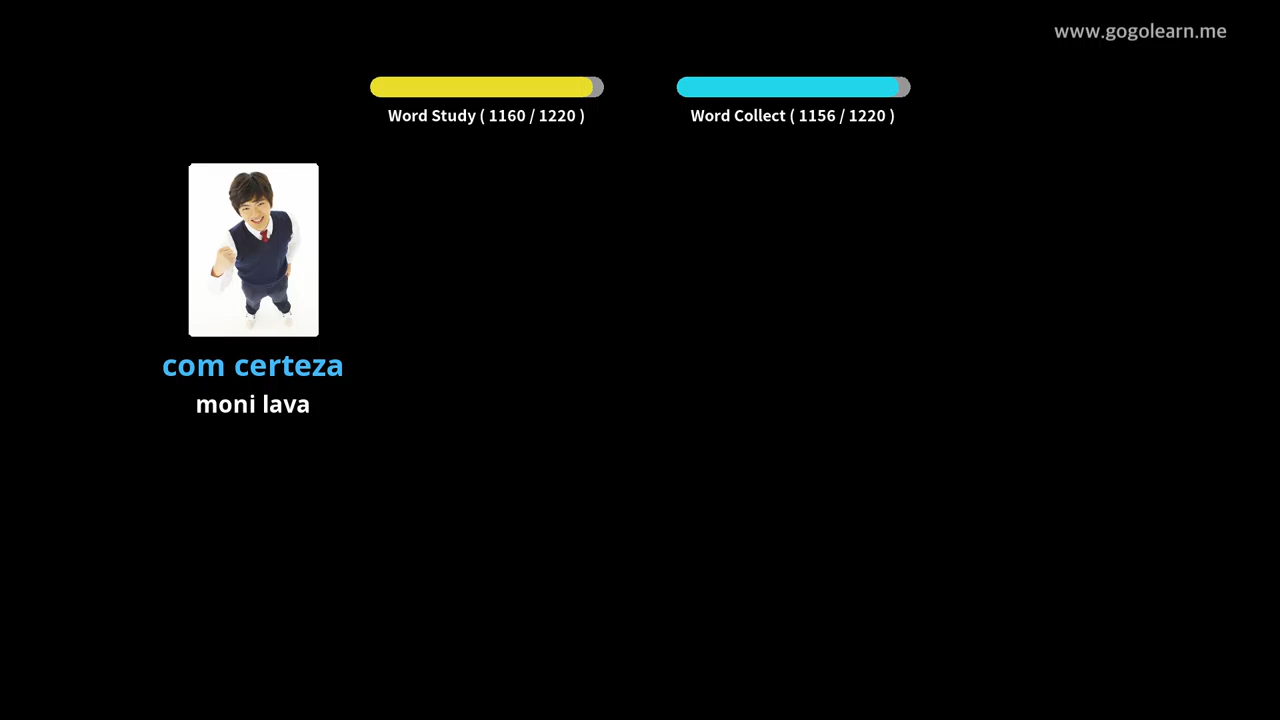 www.gogolearn.me
Word Study ( 1160 / 1220 )
Word Collect ( 1156 / 1220 )
com certeza
moni lava